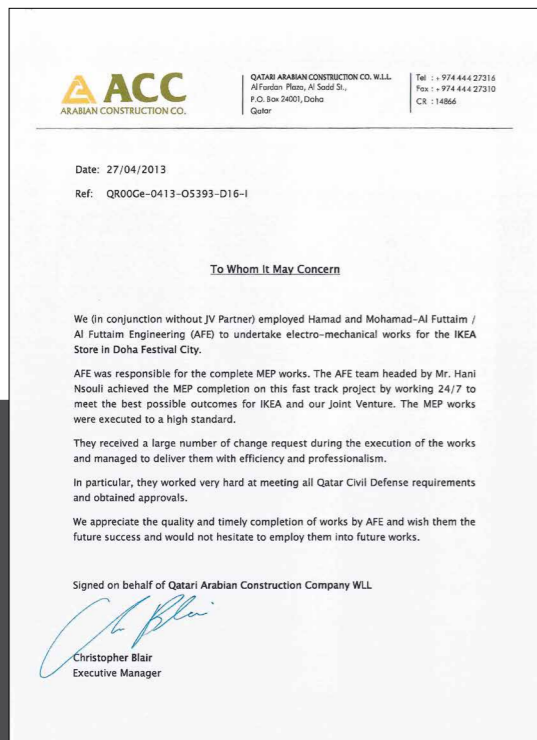 ACC
ARABIAN CONSTRUCTION CO.
QATARI ARABIAN CONSTRUCTION CO. W.L.L.
Al Fardan Plaza, Al Sadd St.,
P.O. Box 24001, Doha
Qatar
Tel : + 974 444 27316
Fax : + 974 444 27310
CR : 14866
Date: 27/04/2013
Ref: QR00Ge-0413-O5393-D16-I
To Whom It May Concern
We (in conjunction without JV Partner) employed Hamad and Mohamad-Al Futtaim /
Al Futtaim Engineering (AFE) to undertake electro-mechanical works for the IKEA
Store in Doha Festival City.
AFE was responsible for the complete MEP works. The AFE team headed by Mr. Hani
Nsouli achieved the MEP completion on this fast track project by working 24/7 to
meet the best possible outcomes for IKEA and our Joint Venture. The MEP works
were executed to a high standard.
They received a large number of change request during the execution of the works
and managed to deliver them with efficiency and professionalism.
In particular, they worked very hard at meeting all Qatar Civil Defense requirements
and obtained approvals.
We appreciate the quality and timely completion of works by AFE and wish them the
future success and would not hesitate to employ them into future works.
Signed on behalf of Qatari Arabian Construction Company WLL
Christopher Blair
Executive Manager